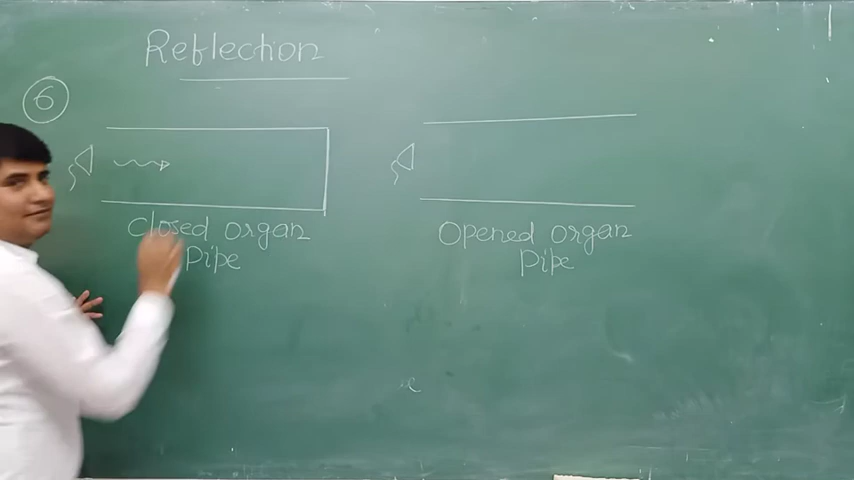 Reflection
6
Closed organ
Pipe
Opened organ
Pipe